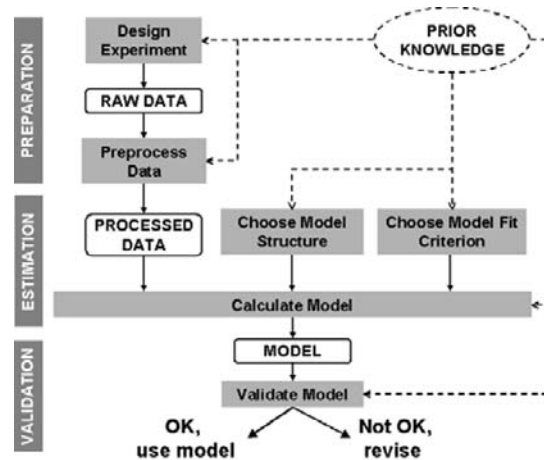 PREPARATION
Design
Experiment
PRIOR
KNOWLEDGE
RAW DATA
Preprocess
Data
ESTIMATION
PROCESSED
DATA
Choose Model
Structure
Choose Model Fit
Criterion
Calculate Model
VALIDATION
MODEL
Validate Model
OK,
use model
Not OK,
revise